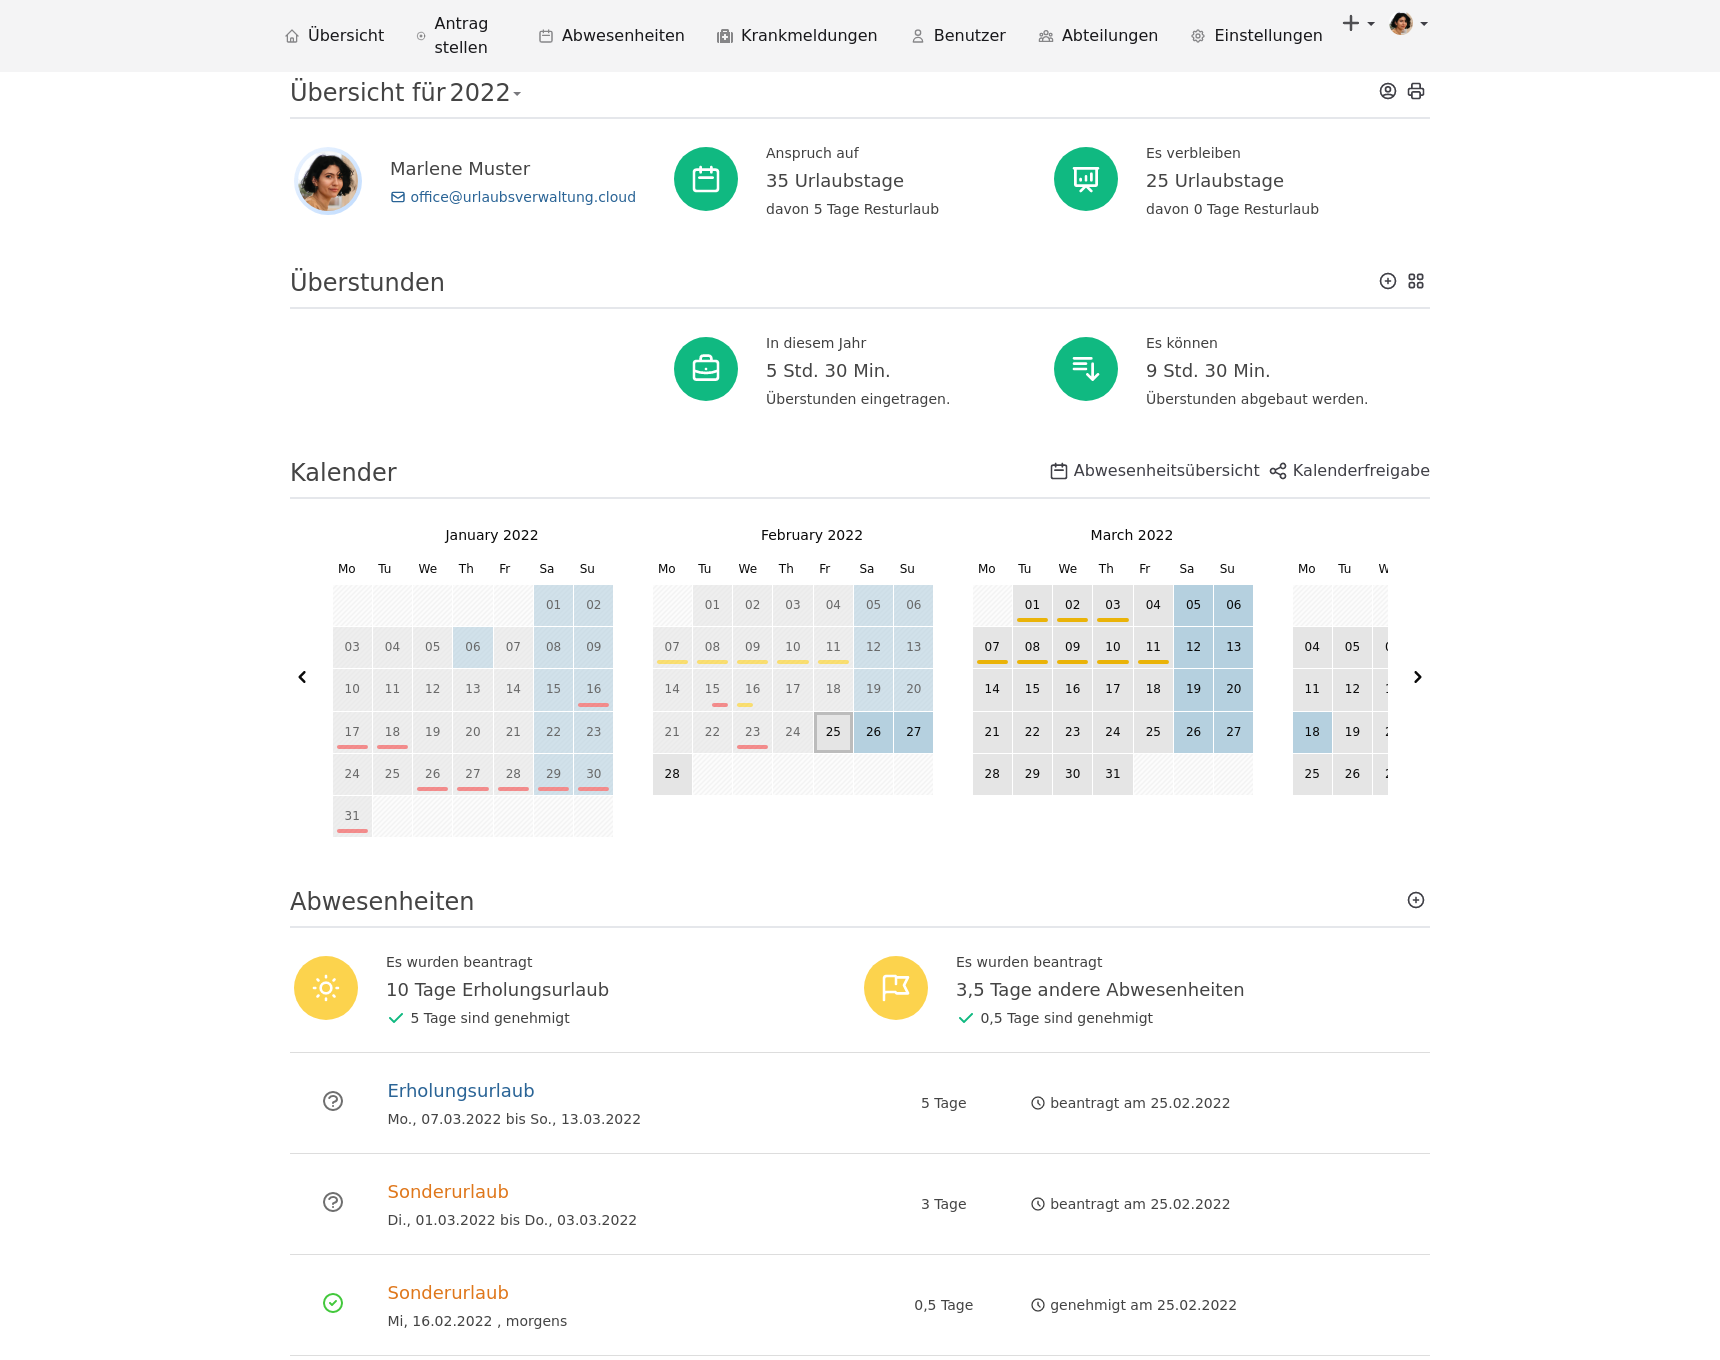 Übersicht
Antrag stellen
Abwesenheiten
Krankmeldungen
Benutzer
Abteilungen
Einstellungen
Übersicht für 2022
Marlene Muster
office@urlaubsverwaltung.cloud
Anspruch auf
35 Urlaubstage
davon 5 Tage Resturlaub
Es verbleiben
25 Urlaubstage
davon 0 Tage Resturlaub
Überstunden
In diesem Jahr
5 Std. 30 Min.
Überstunden eingetragen.
Es können
9 Std. 30 Min.
Überstunden abgebaut werden.
Kalender
Abwesenheitsübersicht
Kalenderfreigabe
January 2022
Mo Tu We Th Fr Sa Su
01 02
03 04 05 06 07 08 09
10 11 12 13 14 15 16
17 18 19 20 21 22 23
24 25 26 27 28 29 30
31
February 2022
Mo Tu We Th Fr Sa Su
01 02 03 04 05 06
07 08 09 10 11 12 13
14 15 16 17 18 19 20
21 22 23 24 25 26 27
28
March 2022
Mo Tu We Th Fr Sa Su
01 02 03 04 05 06
07 08 09 10 11 12 13
14 15 16 17 18 19 20
21 22 23 24 25 26 27
28 29 30 31
Mo Tu
04 05
11 12
18 19
25 26
Abwesenheiten
Es wurden beantragt
10 Tage Erholungsurlaub
5 Tage sind genehmigt
Es wurden beantragt
3,5 Tage andere Abwesenheiten
0,5 Tage sind genehmigt
Erholungsurlaub
Mo., 07.03.2022 bis So., 13.03.2022
5 Tage
beantragt am 25.02.2022
Sonderurlaub
Di., 01.03.2022 bis Do., 03.03.2022
3 Tage
beantragt am 25.02.2022
Sonderurlaub
Mi, 16.02.2022 , morgens
0,5 Tage
genehmigt am 25.02.2022